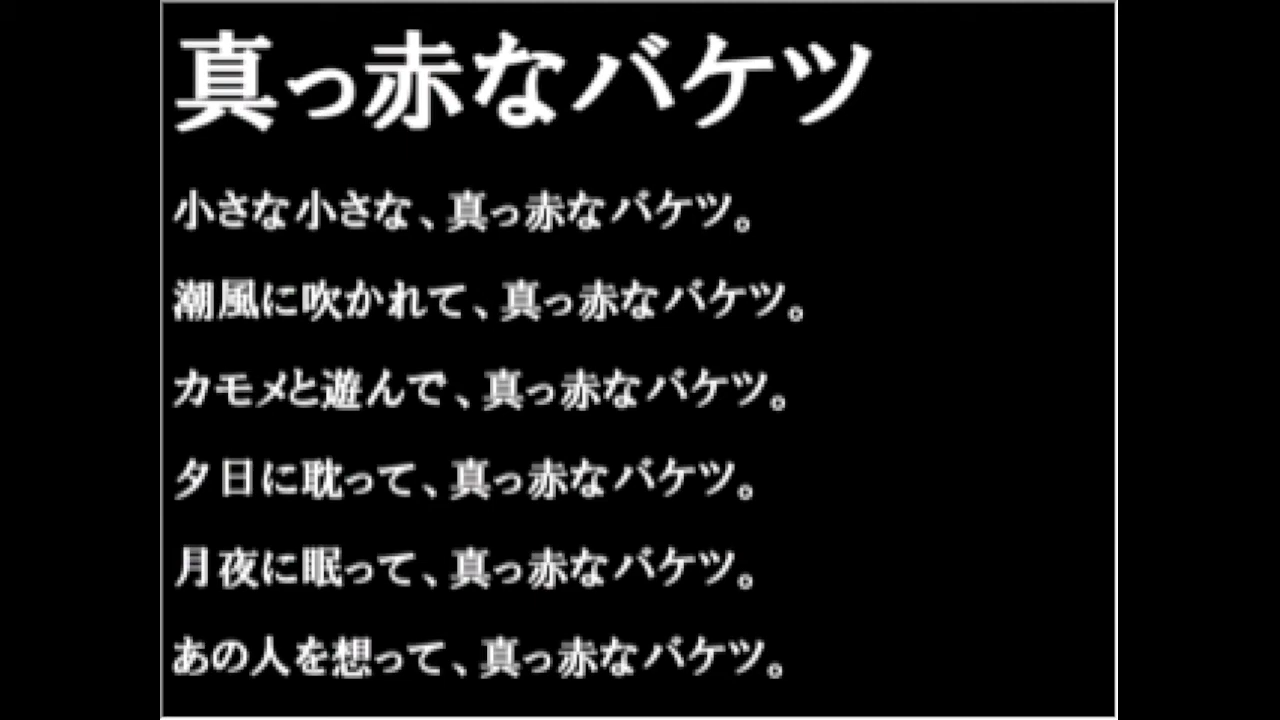 真っ赤なバケツ
小さな小さな、真っ赤なバケツ。
潮風に吹かれて、真っ赤なバケツ。
カモメと遊んで、真っ赤なバケツ。
夕日に耽って、真っ赤なバケツ。
月夜に眠って、真っ赤なバケツ。
あの人を想って、真っ赤なバケツ。